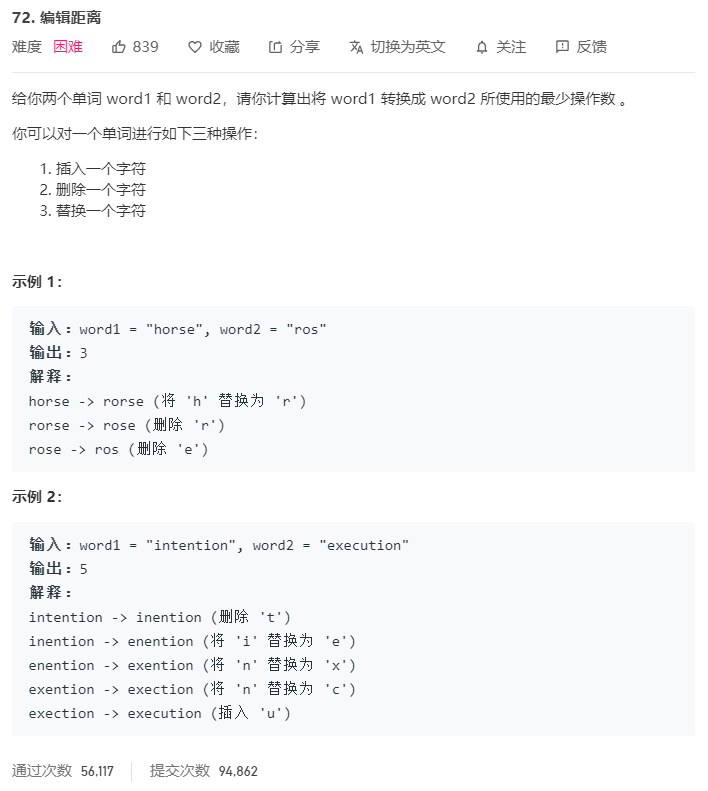 72. 编辑距离
难度 困难 839 收藏 分享 切换为英文 关注 反馈
给你两个单词 word1 和 word2，请你计算出将 word1 转换成 word2 所使用的最少操作数 。
你可以对一个单词进行如下三种操作：
1. 插入一个字符
2. 删除一个字符
3. 替换一个字符
示例 1：
输入：word1 = "horse", word2 = "ros"
输出：3
解释：
horse -> rorse (将 'h' 替换为 'r')
rorse -> rose (删除 'r')
rose -> ros (删除 'e')
示例 2：
输入：word1 = "intention", word2 = "execution"
输出：5
解释：
intention -> inention (删除 't')
inention -> enention (将 'i' 替换为 'e')
enention -> exention (将 'n' 替换为 'x')
exention -> exection (将 'n' 替换为 'c')
exection -> execution (插入 'u')
通过次数 56,117 提交次数 94,862